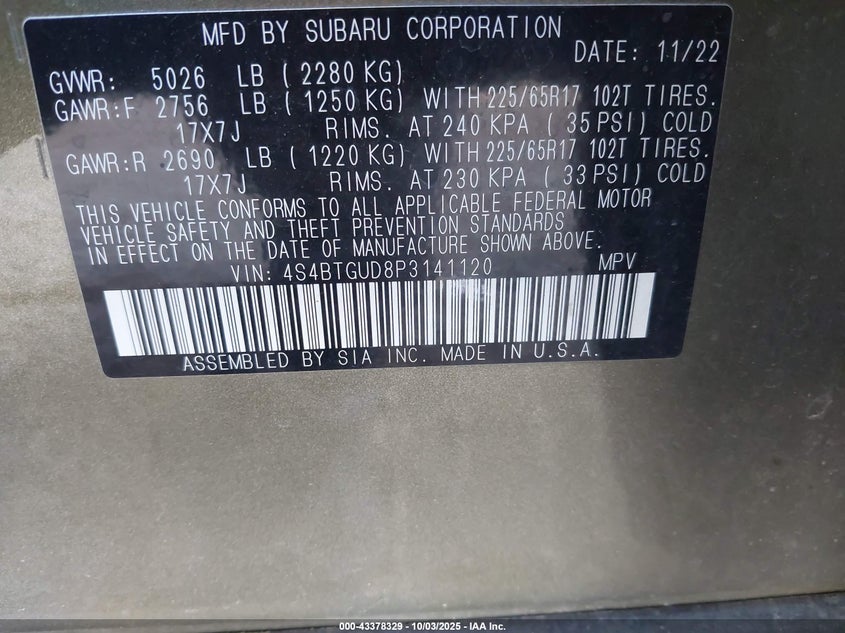 MFD BY SUBARU CORPORATION
DATE: 11/22
GVWR: 5026 LB (2280 KG)
GAWR:F 2756 LB (1250 KG) WITH 225/65R17 102T TIRES.
17X7J RIMS. AT 240 KPA (35 PSI) COLD
GAWR:R 2690 LB (1220 KG) WITH 225/65R17 102T TIRES.
17X7J RIMS. AT 230 KPA (33 PSI) COLD
THIS VEHICLE CONFORMS TO ALL APPLICABLE FEDERAL MOTOR
VEHICLE SAFETY AND THEFT PREVENTION STANDARDS
IN EFFECT ON THE DATE OF MANUFACTURE SHOWN ABOVE.
VIN: 4S4BTGUD8P3141120 MPV
ASSEMBLED BY SIA INC. MADE IN U.S.A.
000-43378329 - 10/03/2025 - IAA Inc.